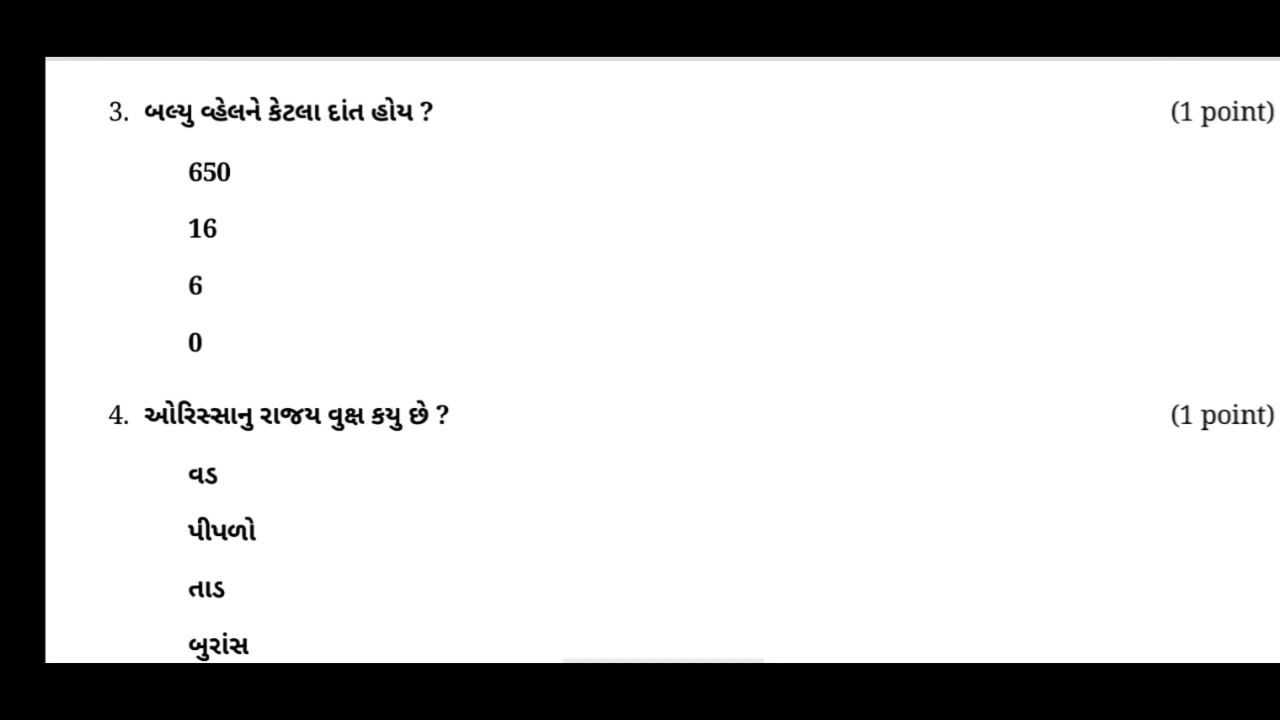 3. બલ્યુ વ્હેલને કેટલા દાંત હોય ? (1 point)
650
16
6
0
4. ઓરિસ્સાનુ રાજય વુક્ષ કયુ છે ? (1 point)
વડ
પીપળો
તાડ
બુરાંસ